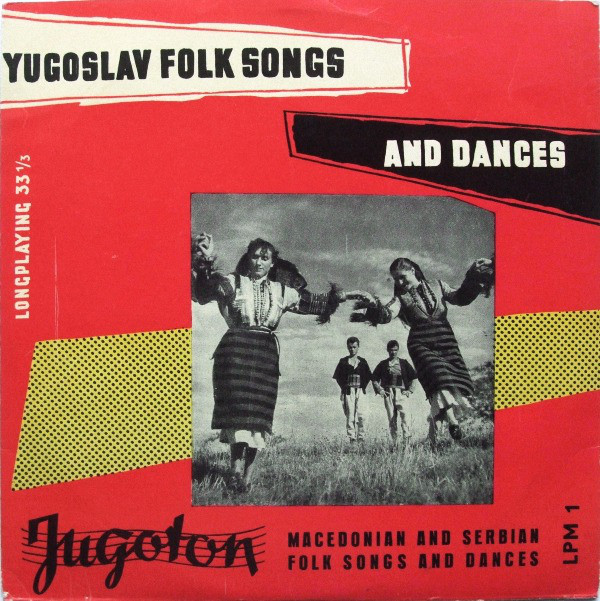 YUGOSLAV FOLK SONGS
AND DANCES
LONGPLAYING 33 1/3
Jugoton
MACEDONIAN AND SERBIAN
FOLK SONGS AND DANCES
LPM 1